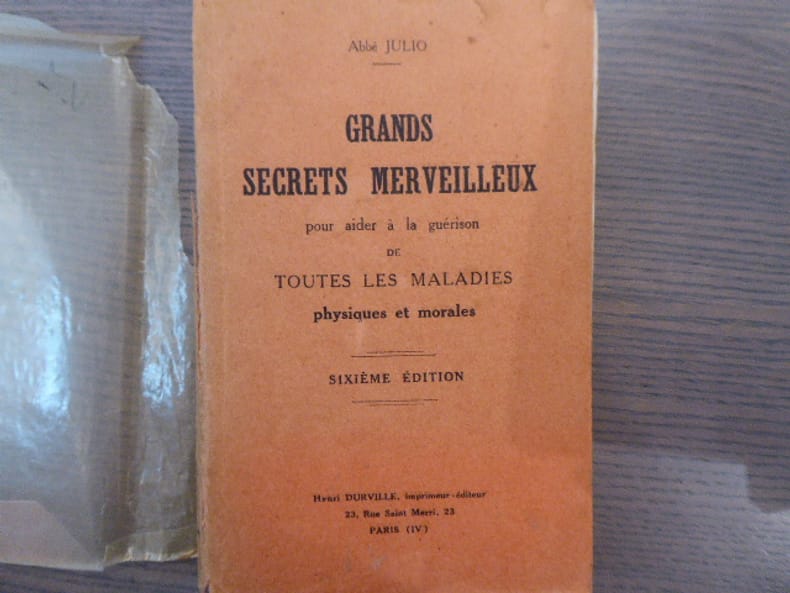 Abbé JULIO
GRANDS
SECRETS MERVEILLEUX
pour aider à la guérison
DE
TOUTES LES MALADIES
physiques et morales
SIXIÈME ÉDITION
Henri DURVILLE, imprimeur-éditeur
23, Rue Saint Merri, 23
PARIS (IV)